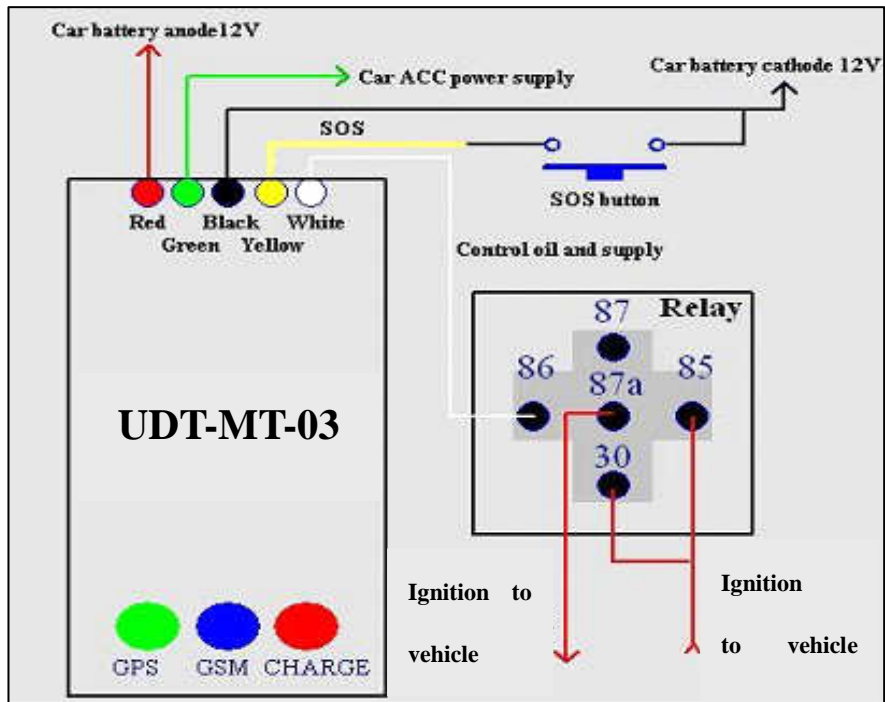 Car battery anode12V
Car ACC power supply
Car battery cathode 12V
SOS
SOS button
Red
Black
White
Green
Yellow
Control oil and supply
Relay
87
86
87a
85
30
UDT-MT-03
Ignition to
vehicle
Ignition
to vehicle
GPS
GSM
CHARGE